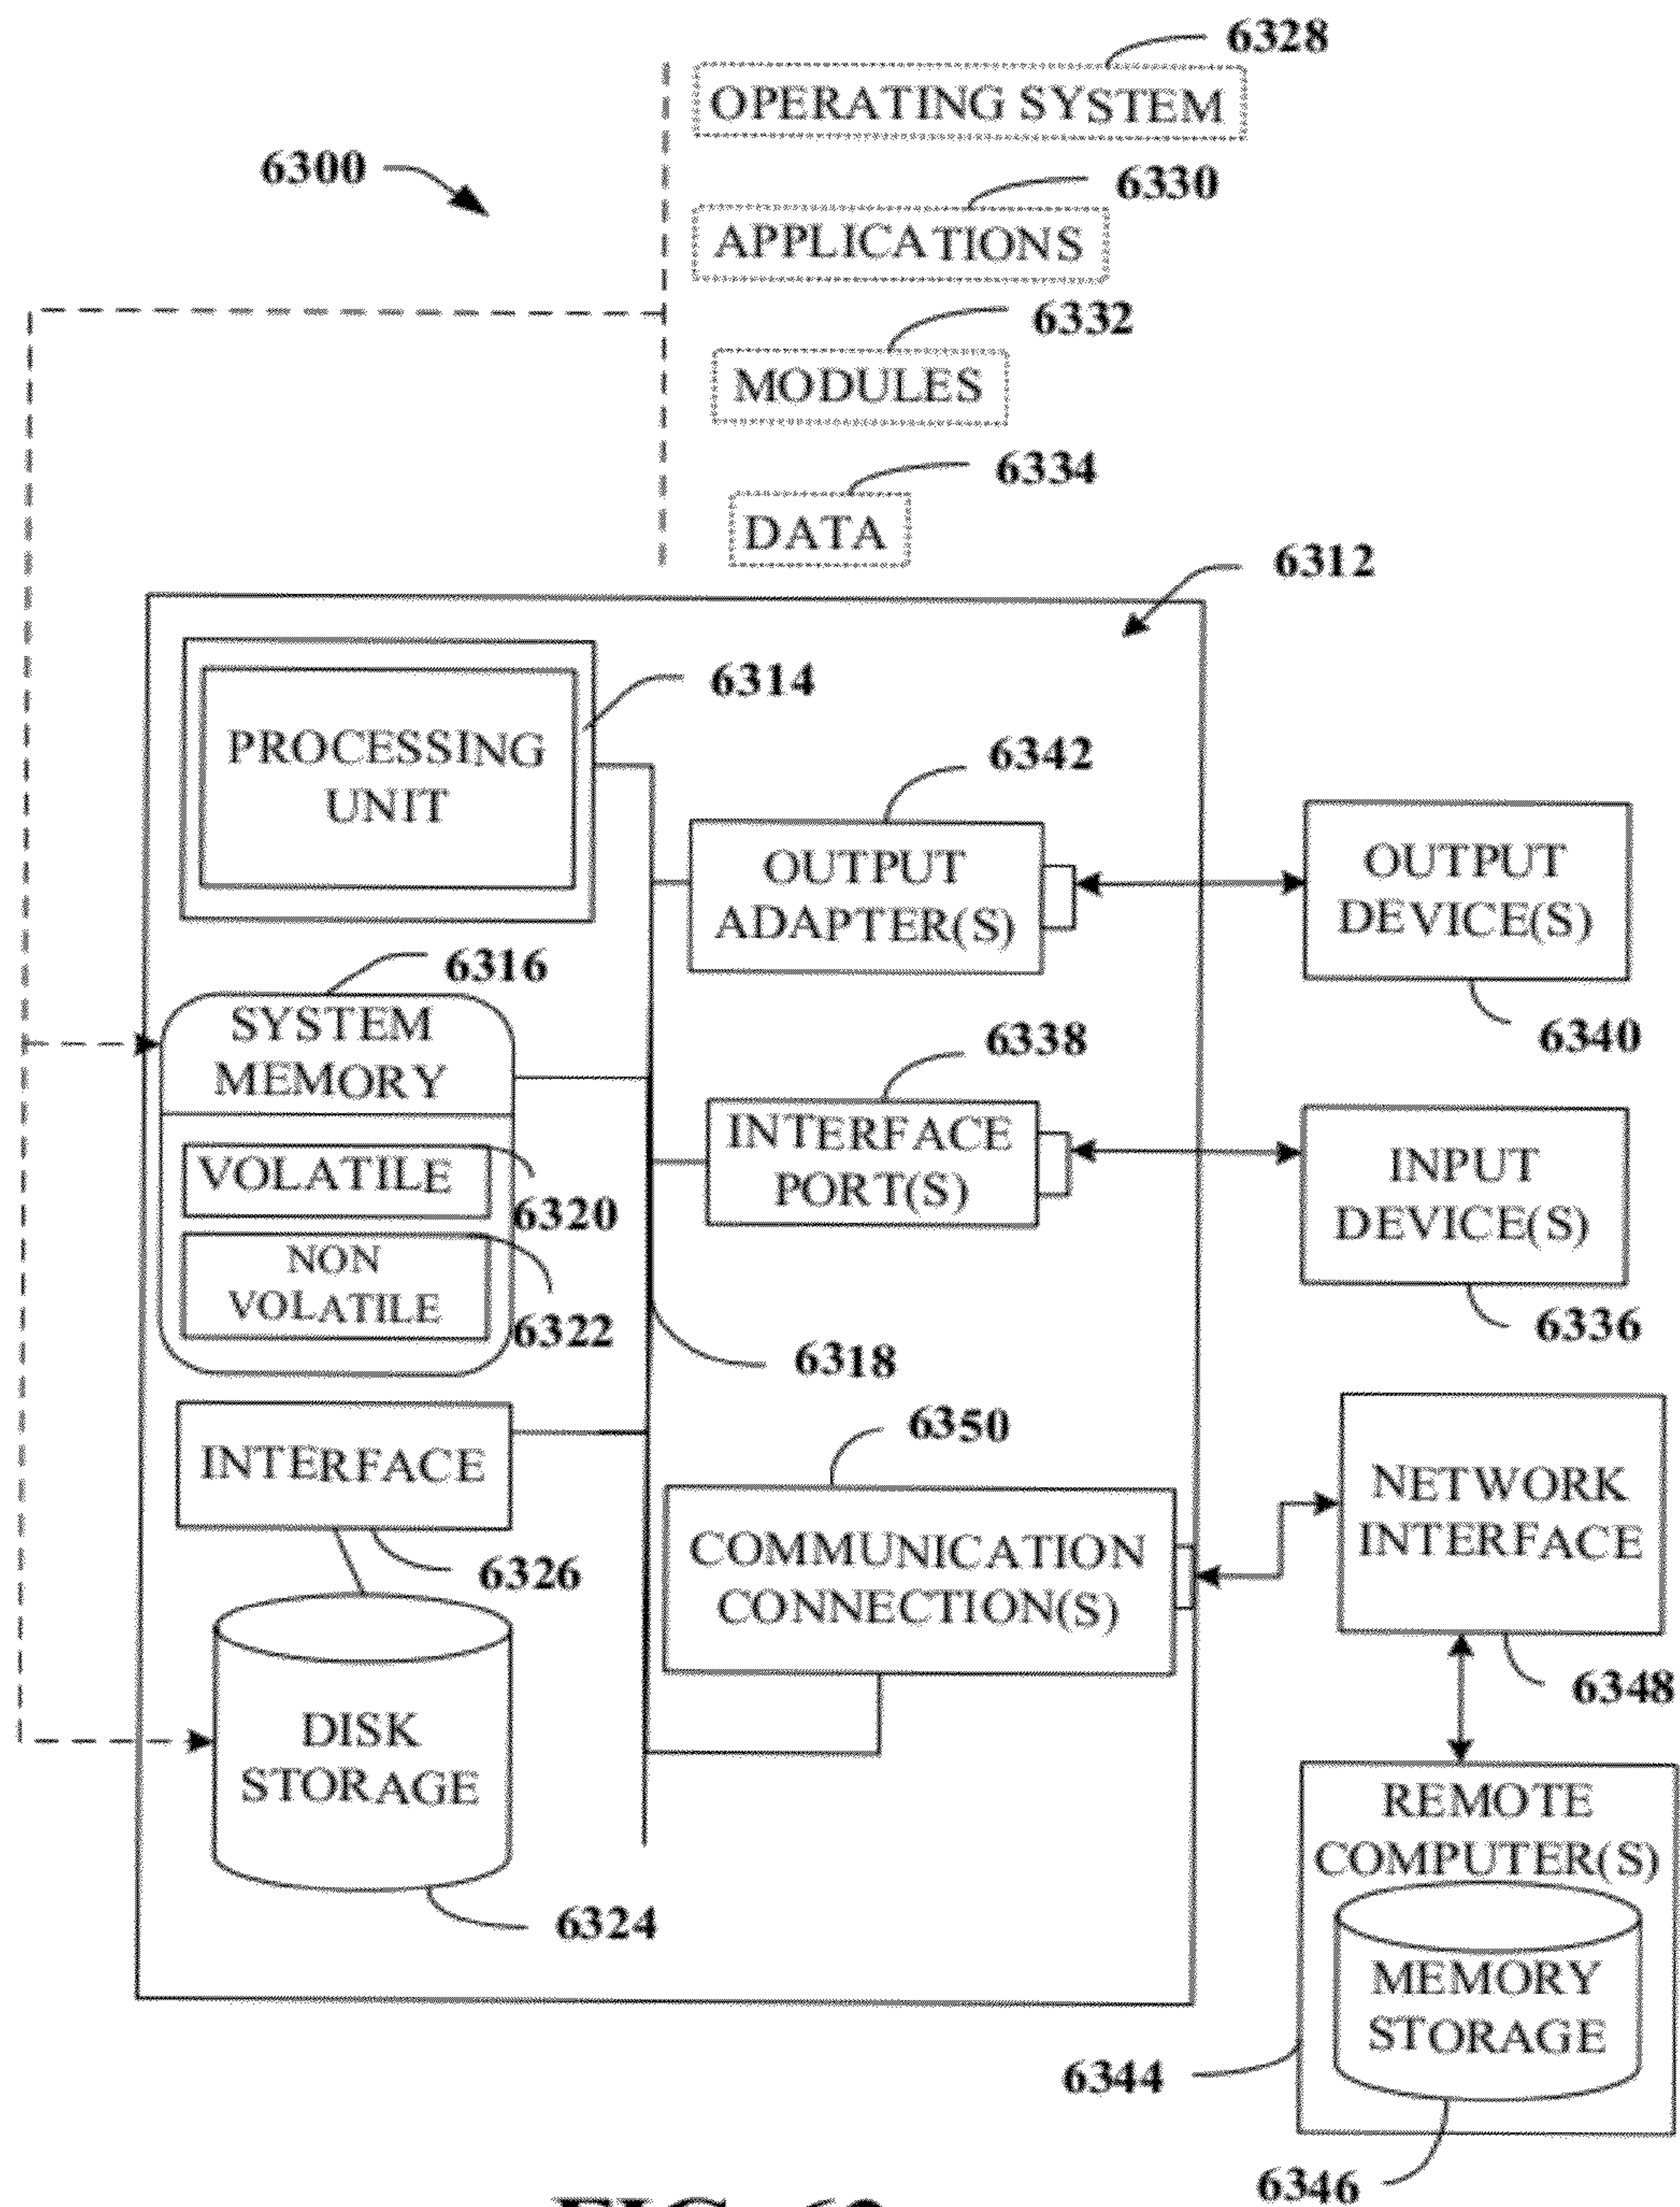 6328
OPERATING SYSTEM
6300
6330
APPLICATIONS
6332
MODULES
6334
DATA
6312
6314
PROCESSING
UNIT
6342
OUTPUT
ADAPTER(S)
OUTPUT
DEVICE(S)
6340
6316
SYSTEM
MEMORY
VOLATILE
6320
NON
VOLATILE
6322
6338
INTERFACE
PORT(S)
INPUT
DEVICE(S)
6336
6318
INTERFACE
6326
6350
COMMUNICATION
CONNECTION(S)
NETWORK
INTERFACE
6348
DISK
STORAGE
6324
REMOTE
COMPUTER(S)
MEMORY
STORAGE
6344
6346